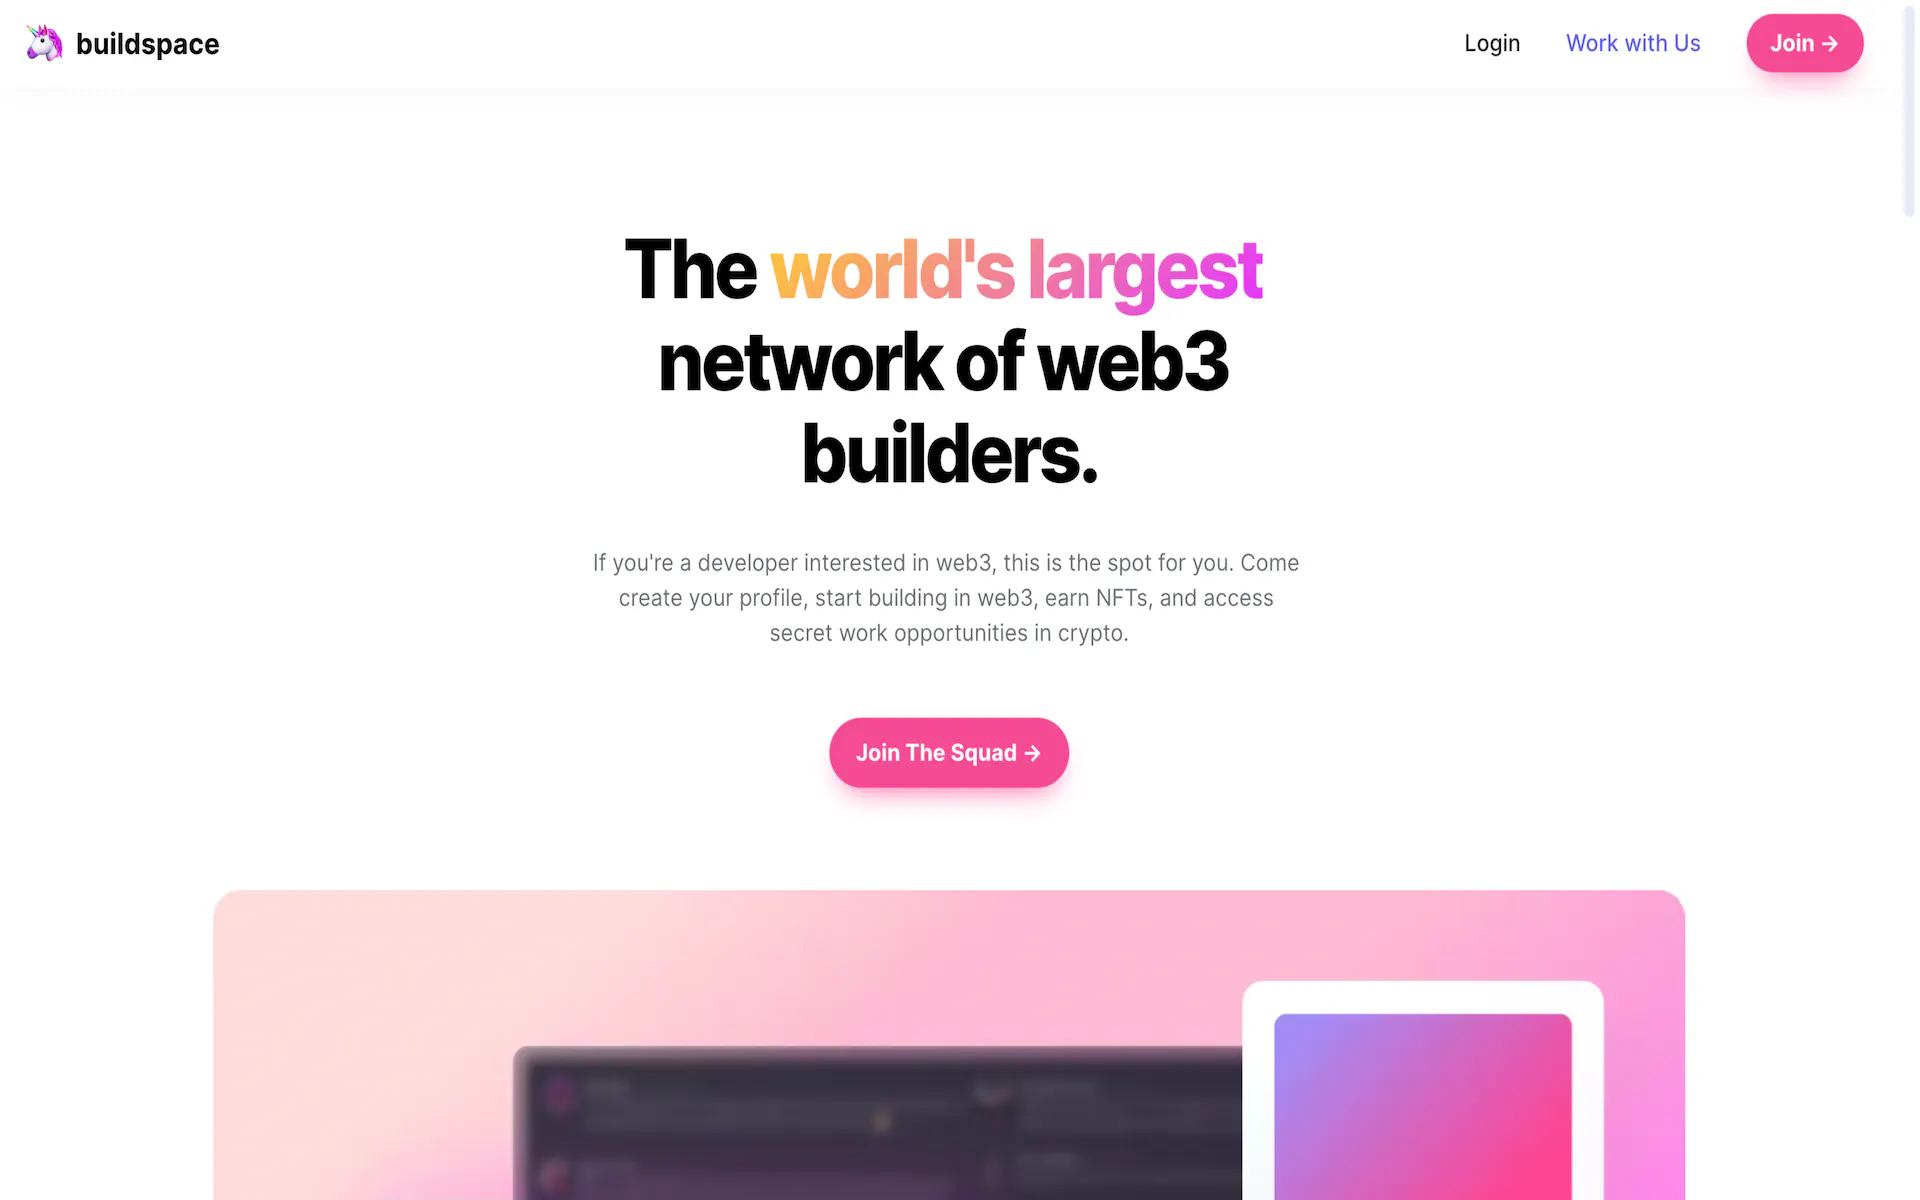 buildspace
Login
Work with Us
Join →
The world's largest
network of web3
builders.
If you're a developer interested in web3, this is the spot for you. Come
create your profile, start building in web3, earn NFTs, and access
secret work opportunities in crypto.
Join The Squad →